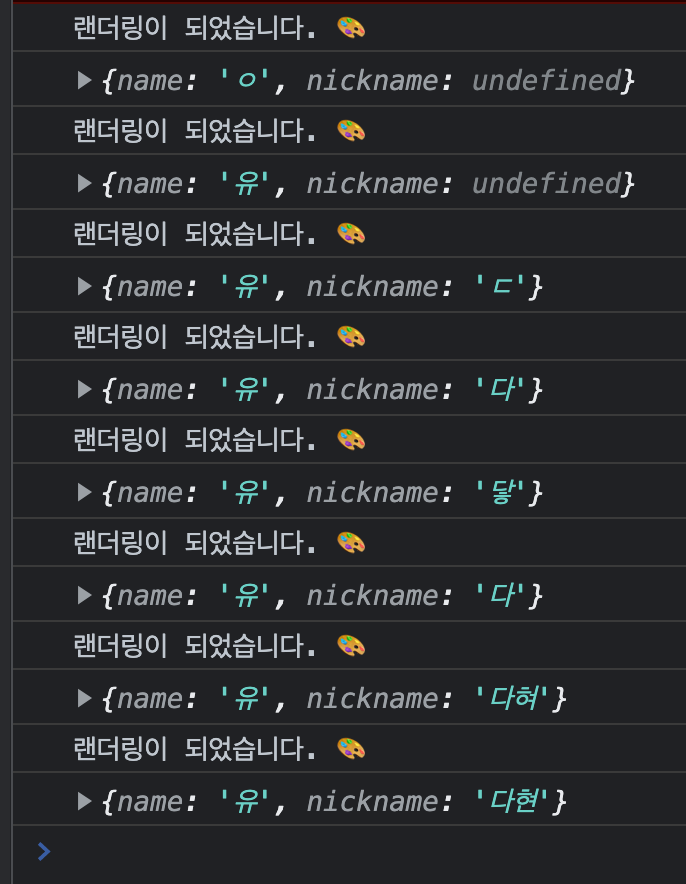 랜더링이 되었습니다. 🎨
▶ {name: 'ㅇ', nickname: undefined}
랜더링이 되었습니다. 🎨
▶ {name: '유', nickname: undefined}
랜더링이 되었습니다. 🎨
▶ {name: '유', nickname: 'ㄷ'}
랜더링이 되었습니다. 🎨
▶ {name: '유', nickname: '다'}
랜더링이 되었습니다. 🎨
▶ {name: '유', nickname: '닿'}
랜더링이 되었습니다. 🎨
▶ {name: '유', nickname: '다'}
랜더링이 되었습니다. 🎨
▶ {name: '유', nickname: '다혀'}
랜더링이 되었습니다. 🎨
▶ {name: '유', nickname: '다현'}